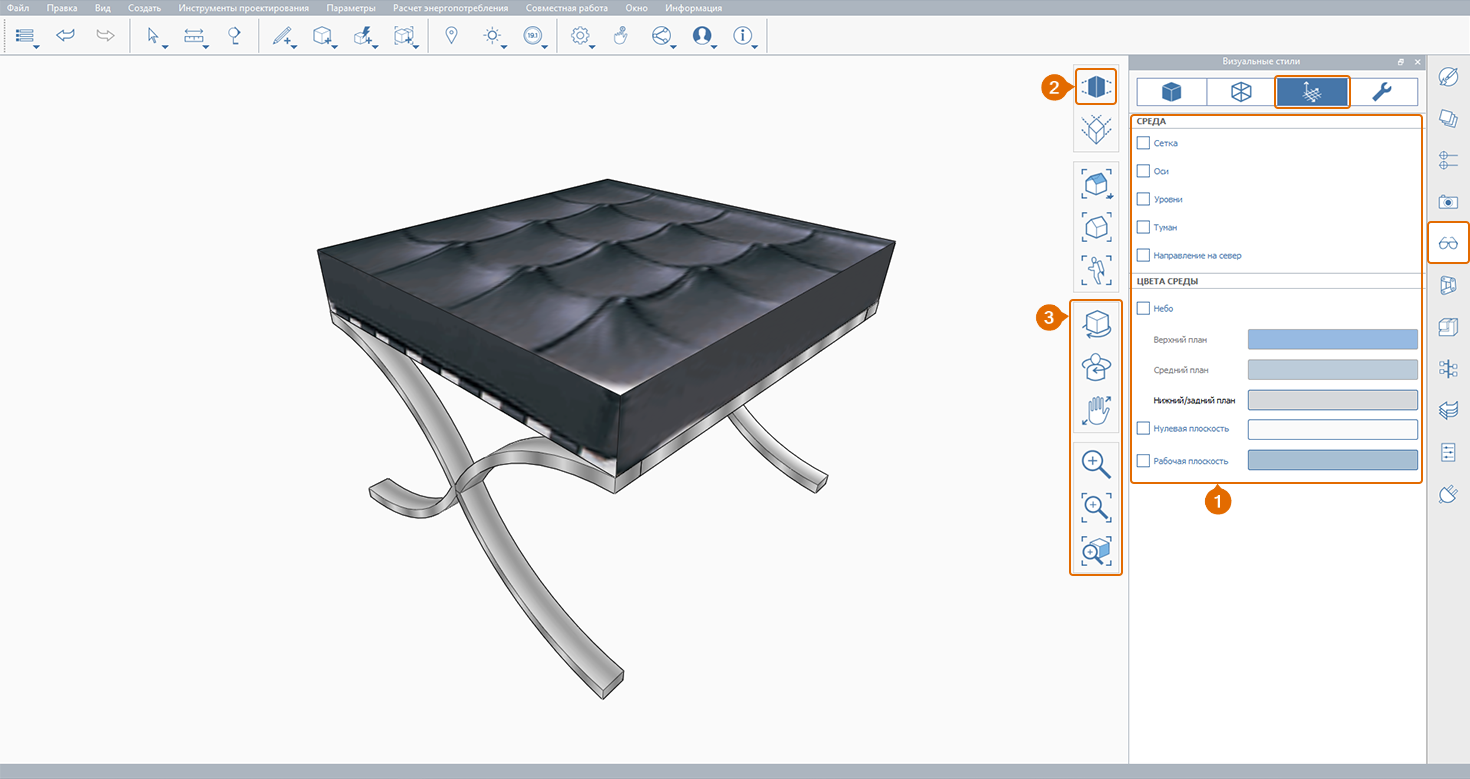 Файл Правка Вид Создать Инструменты проектирования Параметры Расчет энергопотребления Совместная работа Окно Информация
19.1
Визуальные стили
2
СРЕДА
Сетка
Оси
Уровни
Туман
Направление на север
ЦВЕТА СРЕДЫ
3
Небо
Верхний план
Средний план
Нижний/задний план
Нулевая плоскость
Рабочая плоскость
1